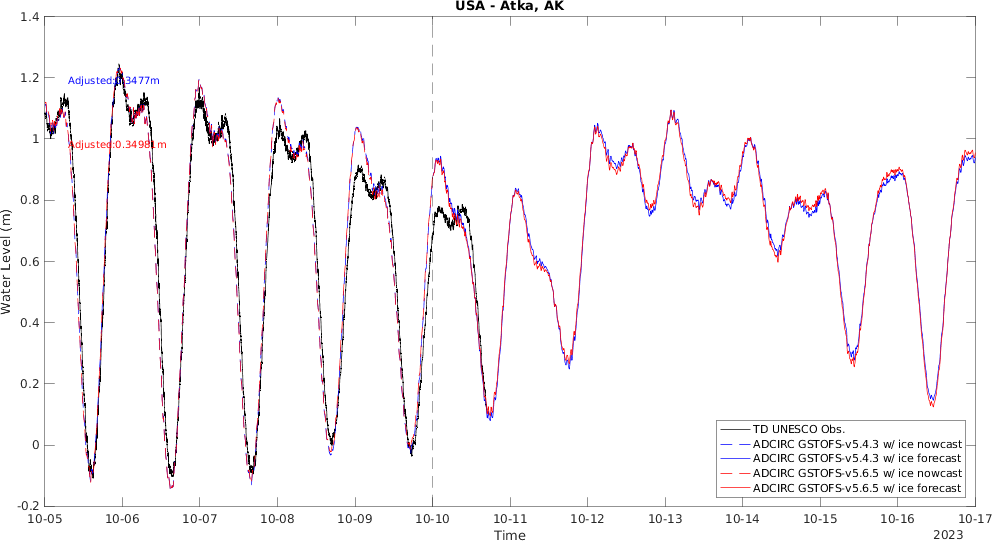 USA - Atka, AK
1.4
1.2
1
0.8
0.6
0.4
0.2
0
-0.2
Water Level (m)
Adjusted:0.3477m
Adjusted:0.34981m
TD UNESCO Obs.
ADCIRC GSTOFS-v5.4.3 w/ ice nowcast
ADCIRC GSTOFS-v5.4.3 w/ ice forecast
ADCIRC GSTOFS-v5.6.5 w/ ice nowcast
ADCIRC GSTOFS-v5.6.5 w/ ice forecast
10-05 10-06 10-07 10-08 10-09 10-10 10-11 10-12 10-13 10-14 10-15 10-16 10-17
Time
2023